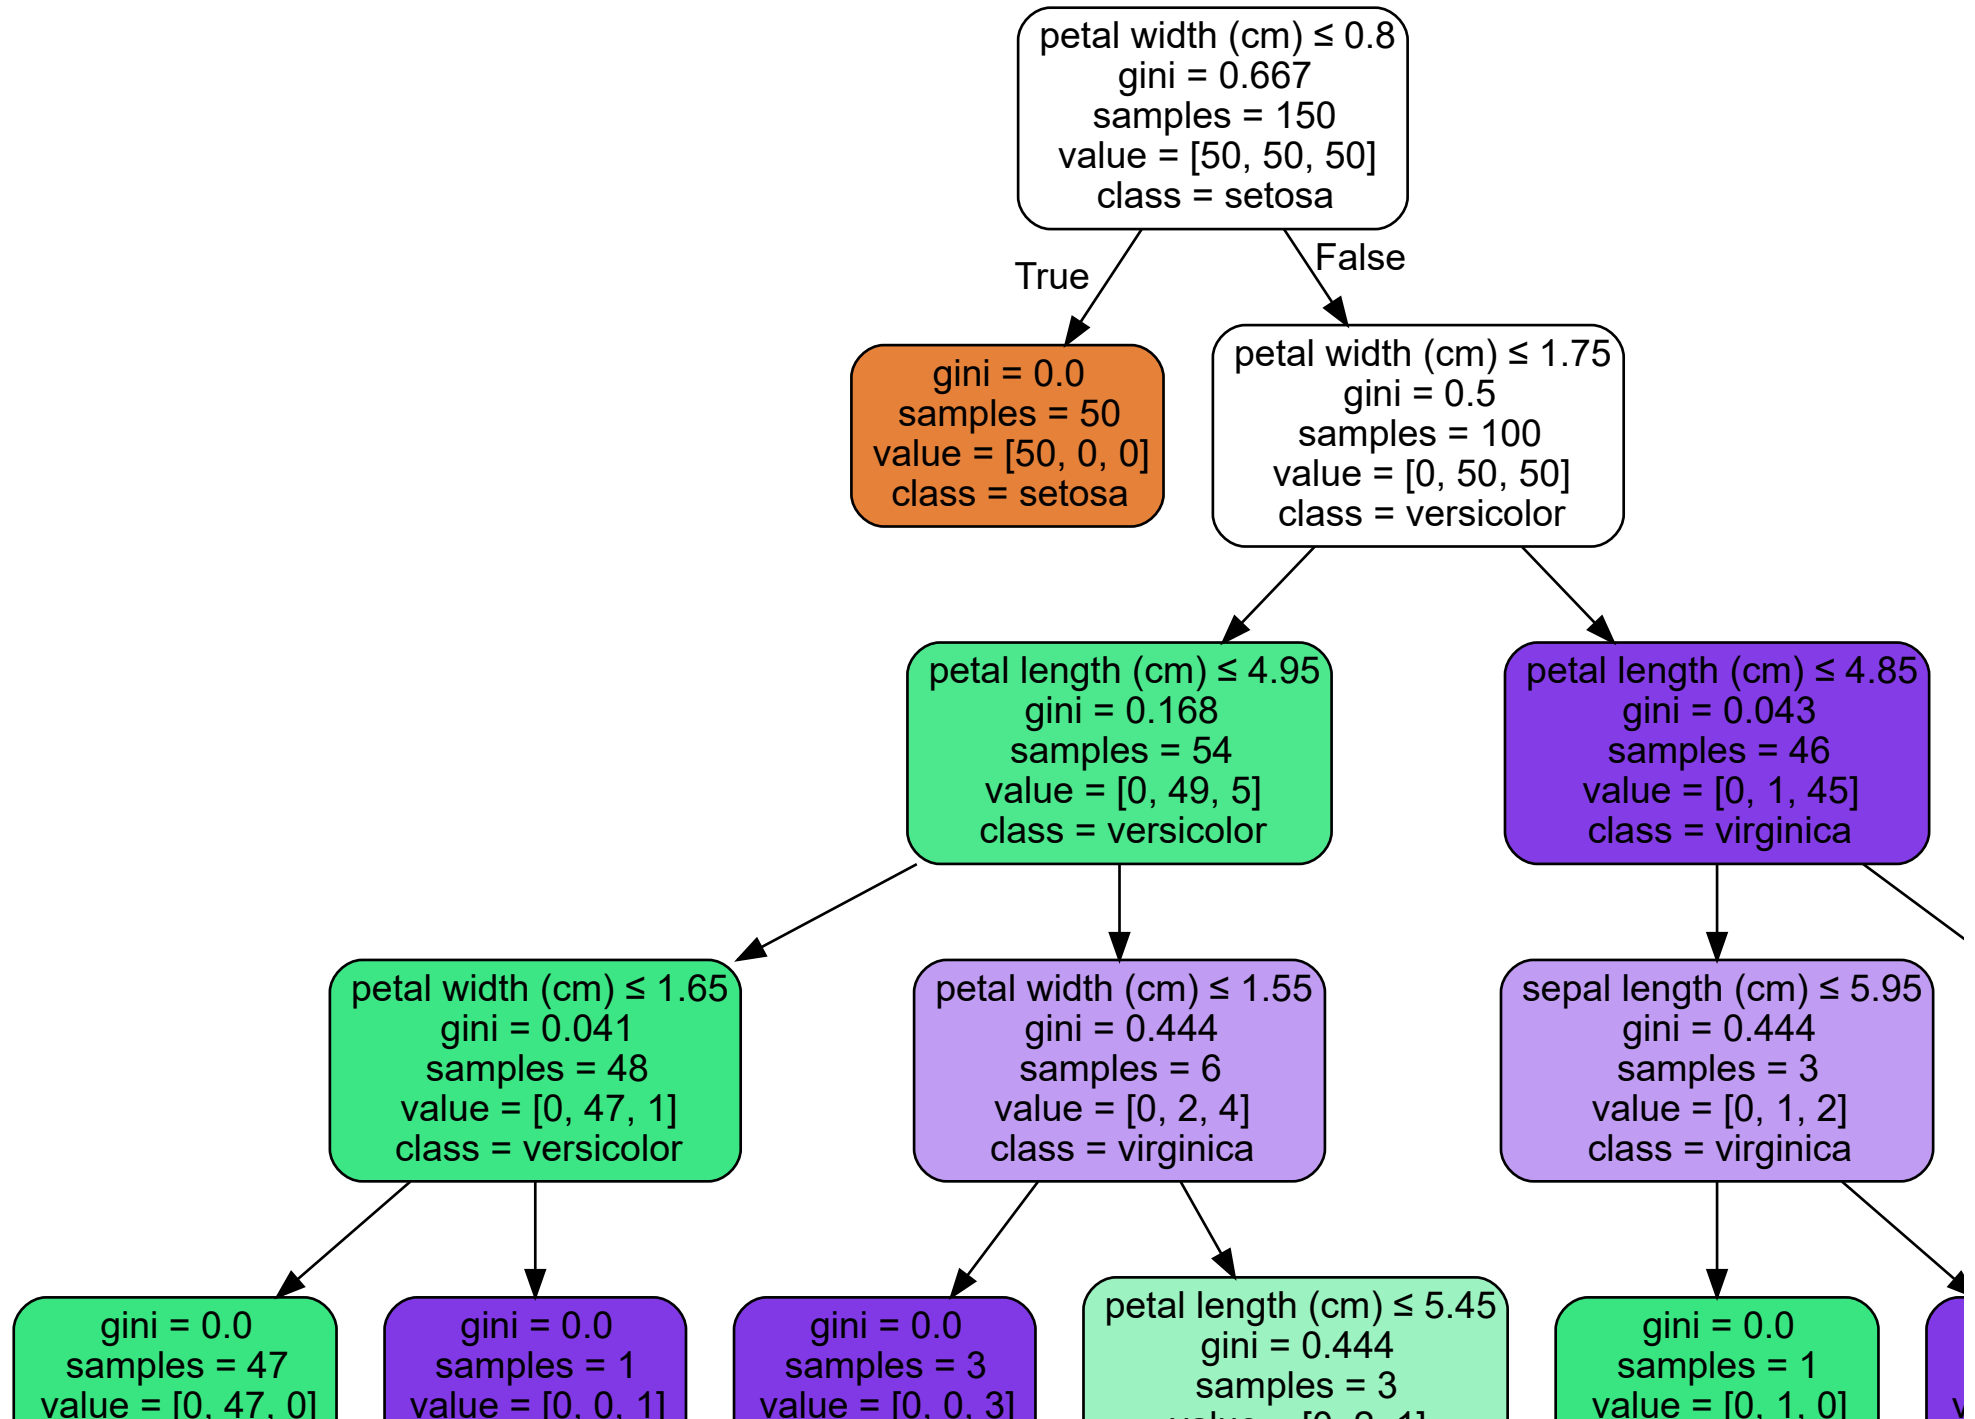 petal width (cm) ≤ 0.8
gini = 0.667
samples = 150
value = [50, 50, 50]
class = setosa
True
False
gini = 0.0
samples = 50
value = [50, 0, 0]
class = setosa
petal width (cm) ≤ 1.75
gini = 0.5
samples = 100
value = [0, 50, 50]
class = versicolor
petal length (cm) ≤ 4.95
gini = 0.168
samples = 54
value = [0, 49, 5]
class = versicolor
petal length (cm) ≤ 4.85
gini = 0.043
samples = 46
value = [0, 1, 45]
class = virginica
petal width (cm) ≤ 1.65
gini = 0.041
samples = 48
value = [0, 47, 1]
class = versicolor
petal width (cm) ≤ 1.55
gini = 0.444
samples = 6
value = [0, 2, 4]
class = virginica
sepal length (cm) ≤ 5.95
gini = 0.444
samples = 3
value = [0, 1, 2]
class = virginica
gini = 0.0
samples = 47
value = [0, 47, 0]
gini = 0.0
samples = 1
value = [0, 0, 1]
gini = 0.0
samples = 3
value = [0, 0, 3]
petal length (cm) ≤ 5.45
gini = 0.444
samples = 3
value = [0, 2, 1]
gini = 0.0
samples = 1
value = [0, 1, 0]